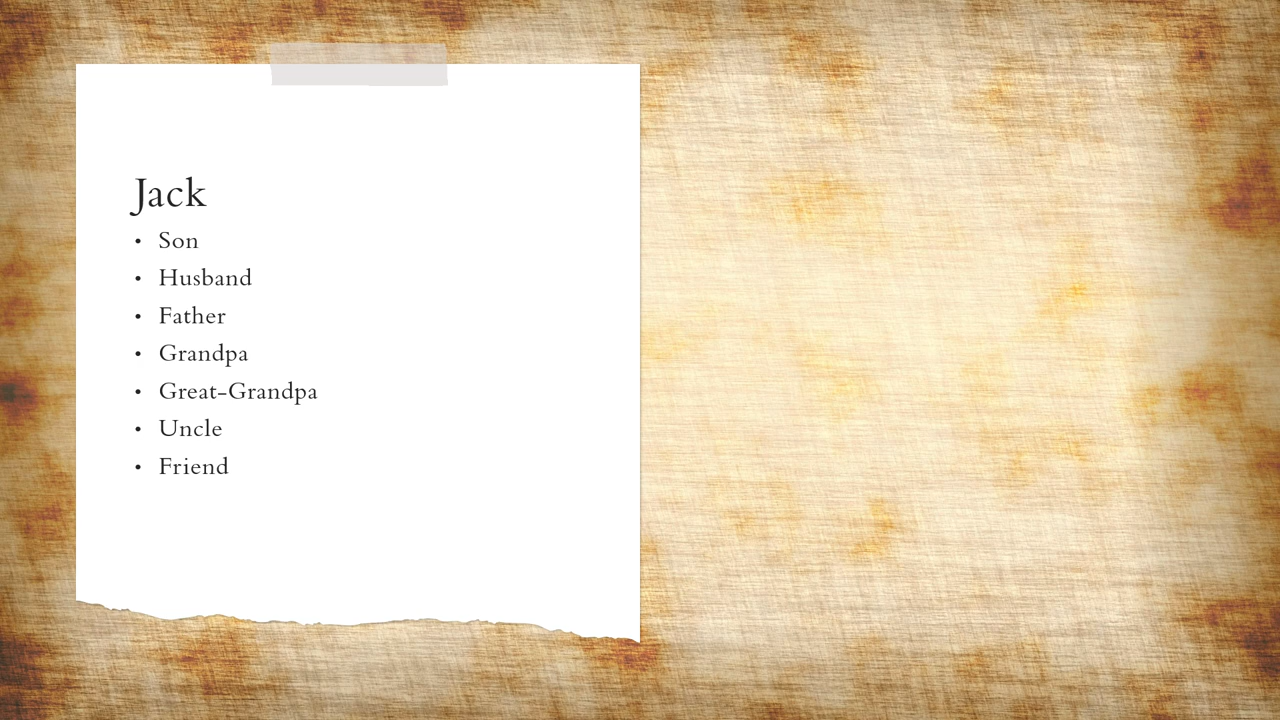 Jack
• Son
• Husband
• Father
• Grandpa
• Great-Grandpa
• Uncle
• Friend